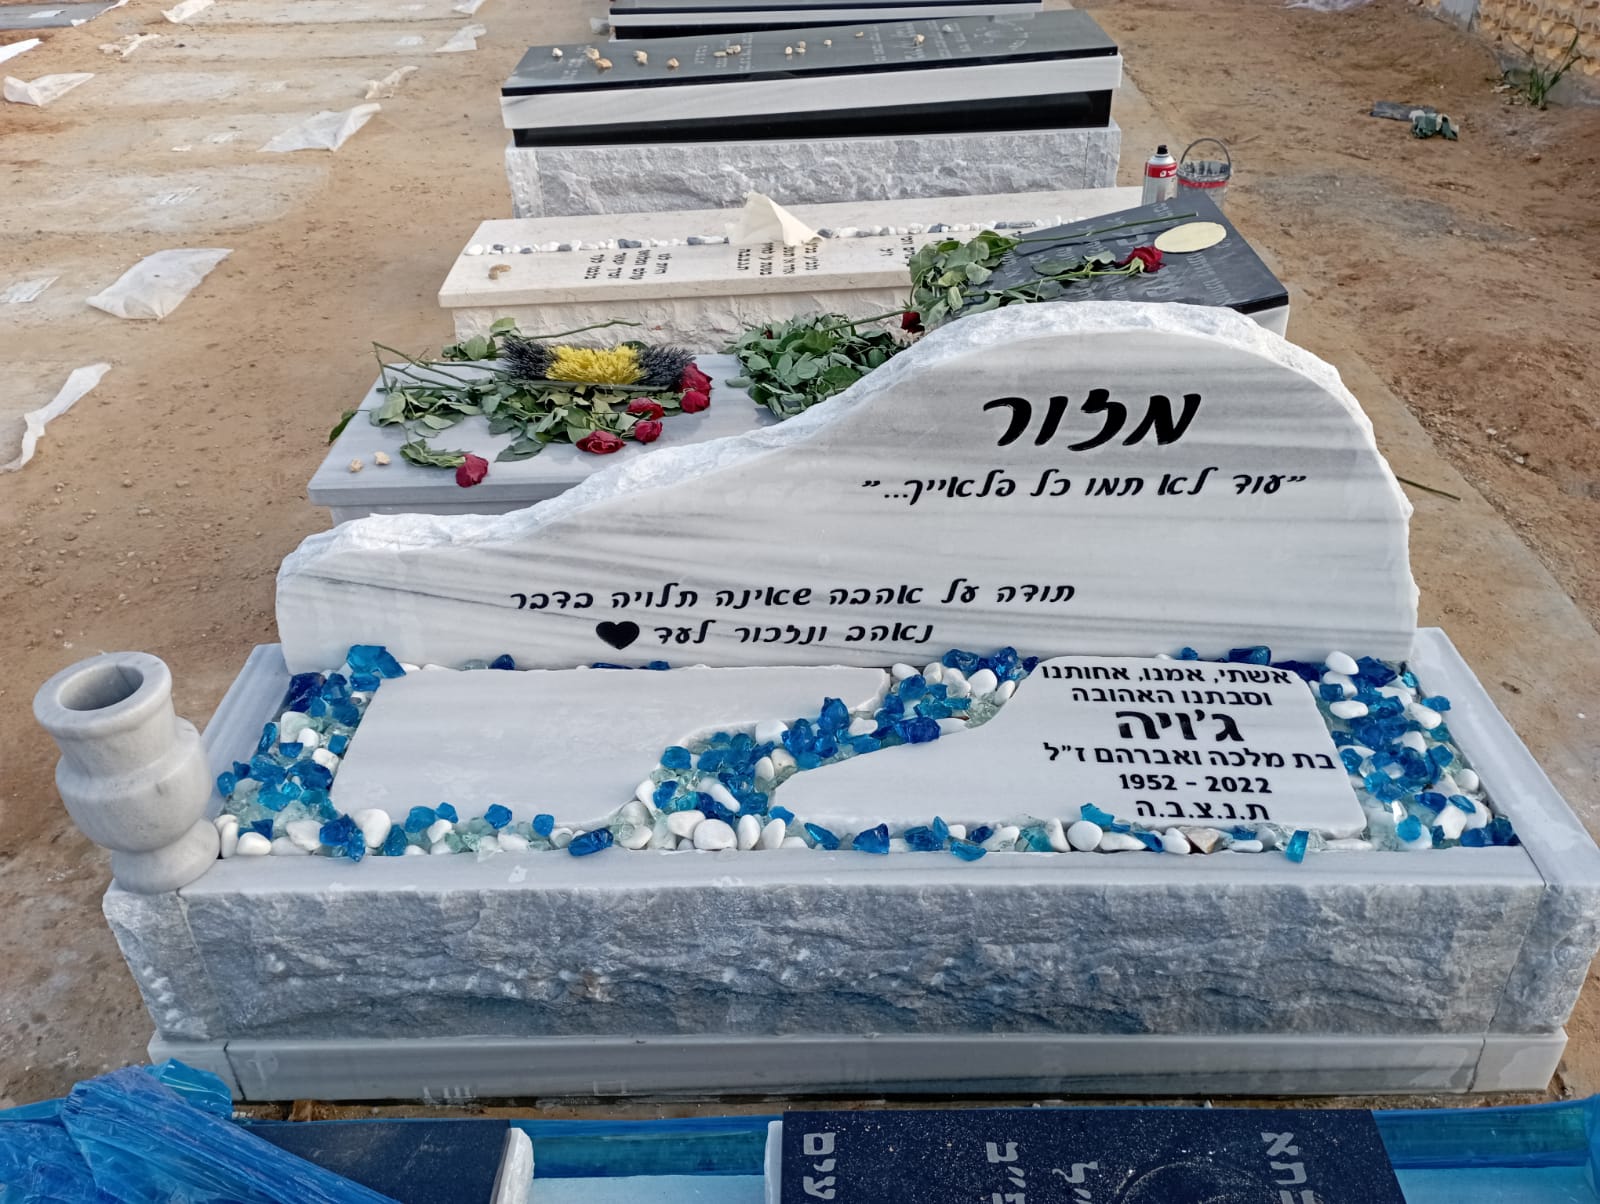 מזור
"עוד לא תמו כל פלאייך..."
תודה על אהבה שאינה תלויה בדבר
נאהב ונזכור לעד
אשתי, אמנו, אחותנו
וסבתנו האהובה
ג'ויה
בת מלכה ואברהם ז"ל
1952 - 2022
ת.נ.צ.ב.ה